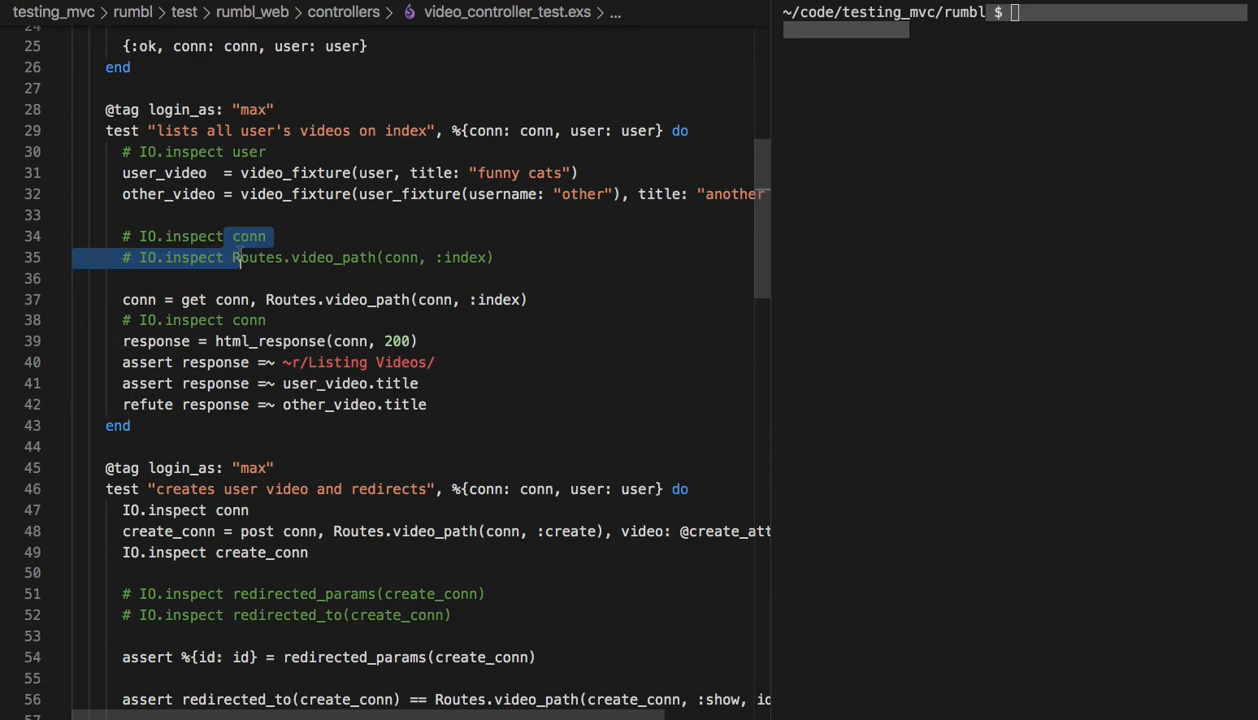 testing_mvc > rumbl > test > rumbl_web > controllers > video_controller_test.exs > ...
~/code/testing_mvc/rumbl $
24
25 {:ok, conn: conn, user: user}
26 end
27
28 @tag login_as: "max"
29 test "lists all user's videos on index", %{conn: conn, user: user} do
30 # IO.inspect user
31 user_video  = video_fixture(user, title: "funny cats")
32 other_video = video_fixture(user_fixture(username: "other"), title: "another
33
34 # IO.inspect conn
35 # IO.inspect Routes.video_path(conn, :index)
36
37 conn = get conn, Routes.video_path(conn, :index)
38 # IO.inspect conn
39 response = html_response(conn, 200)
40 assert response =~ ~r/Listing Videos/
41 assert response =~ user_video.title
42 refute response =~ other_video.title
43 end
44
45 @tag login_as: "max"
46 test "creates user video and redirects", %{conn: conn, user: user} do
47 IO.inspect conn
48 create_conn = post conn, Routes.video_path(conn, :create), video: @create_att
49 IO.inspect create_conn
50
51 # IO.inspect redirected_params(create_conn)
52 # IO.inspect redirected_to(create_conn)
53
54 assert %{id: id} = redirected_params(create_conn)
55
56 assert redirected_to(create_conn) == Routes.video_path(create_conn, :show, id
57